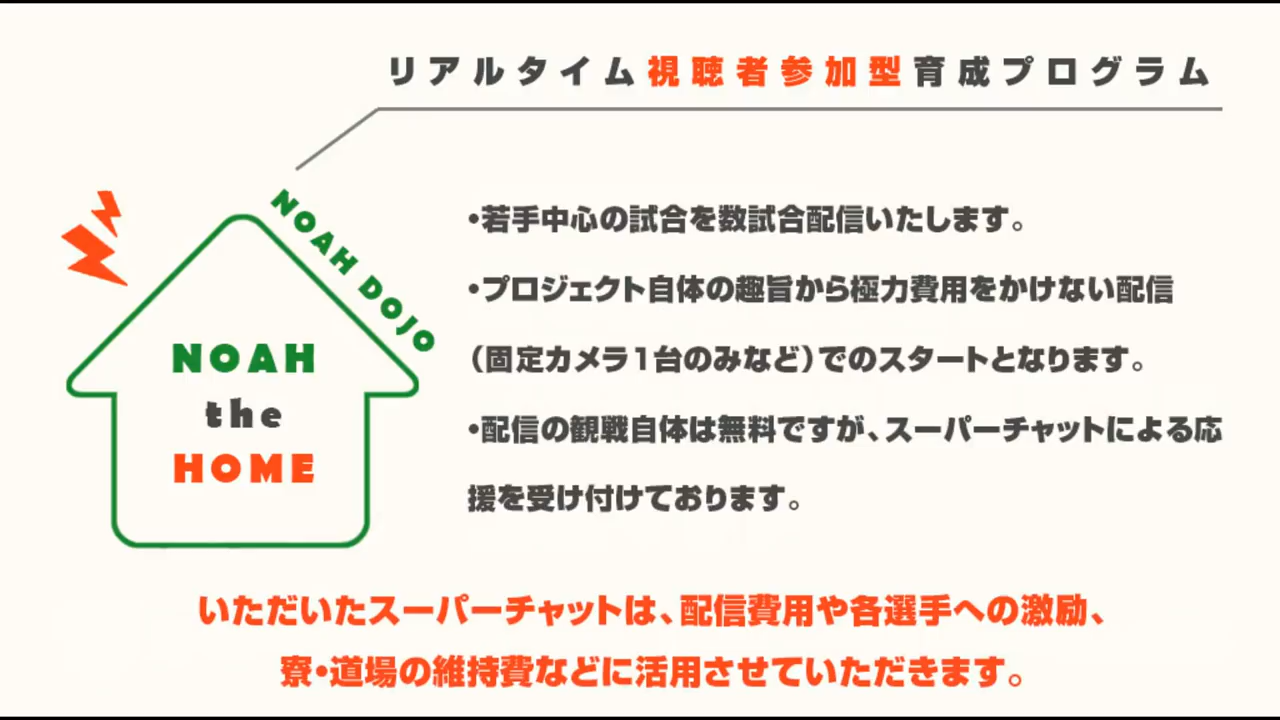 リアルタイム視聴者参加型育成プログラム
NOAH DOJO
NOAH
the
HOME
•若手中心の試合を数試合配信いたします。
•プロジェクト自体の趣旨から極力費用をかけない配信
（固定カメラ1台のみなど）でのスタートとなります。
•配信の観戦自体は無料ですが、スーパーチャットによる応
援を受け付けております。
いただいたスーパーチャットは、配信費用や各選手への激励、
寮•道場の維持費などに活用させていただきます。